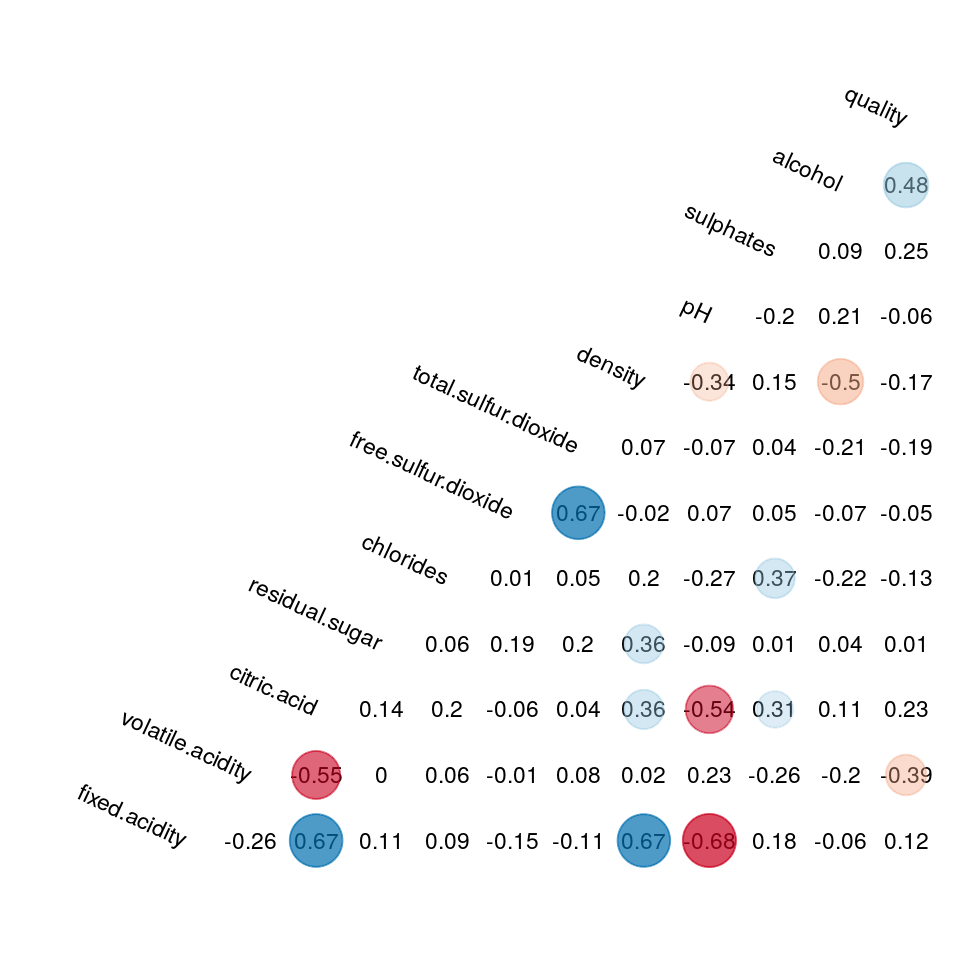 quality
alcohol 0.48
sulphates 0.09 0.25
pH -0.2 0.21 -0.06
density -0.34 0.15 -0.5 -0.17
total.sulfur.dioxide 0.07 -0.07 0.04 -0.21 -0.19
free.sulfur.dioxide 0.67 -0.02 0.07 0.05 -0.07 -0.05
chlorides 0.01 0.05 0.2 -0.27 0.37 -0.22 -0.13
residual.sugar 0.06 0.19 0.2 0.36 -0.09 0.01 0.04 0.01
citric.acid 0.14 0.2 -0.06 0.04 0.36 -0.54 0.31 0.11 0.23
volatile.acidity -0.55 0 0.06 -0.01 0.08 0.02 0.23 -0.26 -0.2 -0.39
fixed.acidity -0.26 0.67 0.11 0.09 -0.15 -0.11 0.67 -0.68 0.18 -0.06 0.12